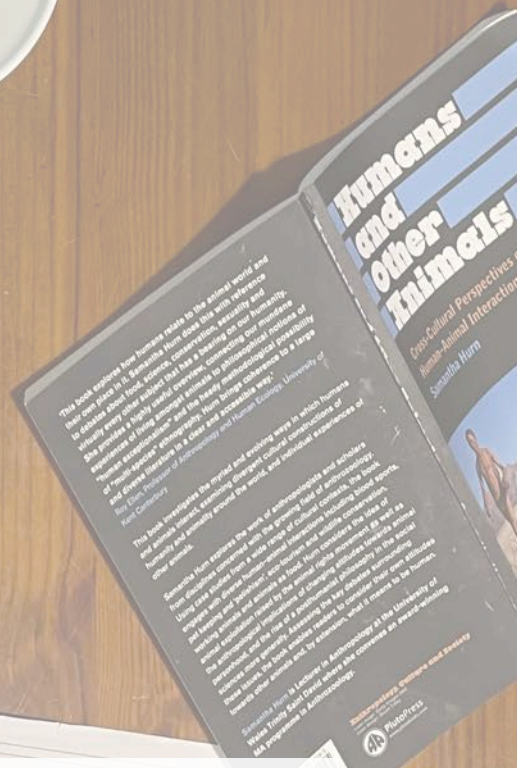 Humans
and
Other
Animals
Cross-Cultural Perspectives
Human-Animal Interaction
Samantha Hurn
'This book explores how humans relate to the animal world and
their own place in it. Samantha Hurn does this with reference
to debates about food, science, conservation, sexuality and
virtually every other subject that has a bearing on our humanity.
She provides a highly useful overview, connecting our mundane
experiences of living amongst animals to philosophical notions of
"human exceptionalism" and the heady methodological possibility
of "multi-species" ethnography. Hurn brings coherence to a large
and diverse literature in a clear and accessible way.'
Roy Ellen, Professor of Anthropology and Human Ecology, University of
Kent Canterbury
This book investigates the myriad and evolving ways in which humans
and animals interact, examining divergent cultural constructions of
humanity and animality around the world, and individual experiences of
other animals.
Samantha Hurn explores the work of anthropologists and scholars
from disciplines concerned with the growing field of anthropology.
Using case studies from a wide range of cultural contexts, the book
engages with diverse human-animal interactions including blood sports,
pet keeping and 'petishism', eco-tourism and wildlife conservation,
working animals and animals as food. Hurn considers the idea of
animal exploitation raised by the animal rights movement as well as
the anthropological implications of changing attitudes towards animal
personhood, and the rise of a posthumanist philosophy in the social
sciences more generally. Assessing the key debates surrounding
these issues, the book enables readers to consider their own attitudes
towards other animals and, by extension, what it means to be human.
Samantha Hurn is Lecturer in Anthropology at the University of
Wales Trinity Saint David where she convenes an award-winning
MA programme in Anthrozoology.
Anthropology, Culture and Society
PlutoPress